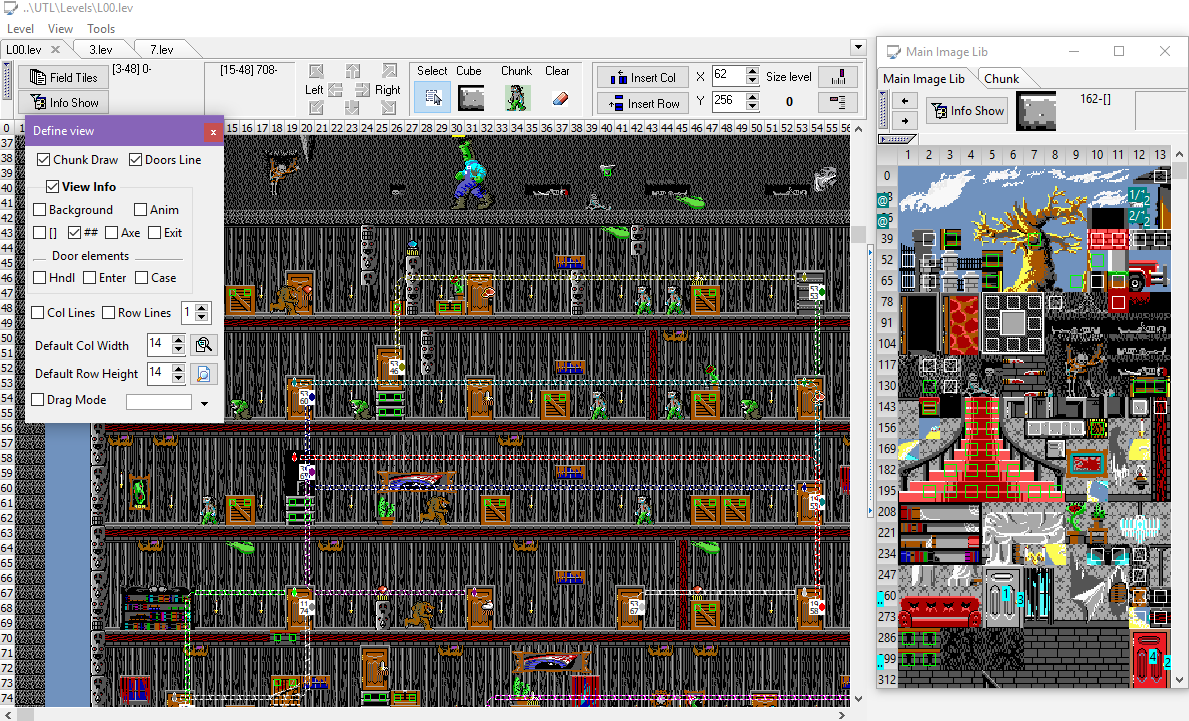 ..\UTL\Levels\L00.lev
Level View Tools
L00.lev 3.lev 7.lev
Field Tiles
Info Show
[3-48] 0-
[15-48] 708-
Left Right
Select Cube Chunk Clear
Insert Col
Insert Row
X 62
Y 256
Size level
0
0 15 16 17 18 19 20 21 22 23 24 25 26 27 28 29 30 31 32 33 34 35 36 37 38 39 40 41 42 43 44 45 46 47 48 49 50 51 52 53 54 55 56
37
38
39
40
41
42
43
44
45
46
47
48
49
50
51
52
53
54
55
56
57
58
59
60
61
62
63
64
65
66
67
68
69
70
71
72
73
74
Define view
x
Chunk Draw Doors Line
View Info
Background Anim
[] ## Axe Exit
Door elements
Hndl Enter Case
Col Lines Row Lines 1
Default Col Width 14
Default Row Height 14
Drag Mode
Main Image Lib
Main Image Lib Chunk
Info Show
162-[]
1 2 3 4 5 6 7 8 9 10 11 12 13
0
39
52
65
78
91
104
117
130
143
156
169
182
195
208
221
234
247
273
286
312